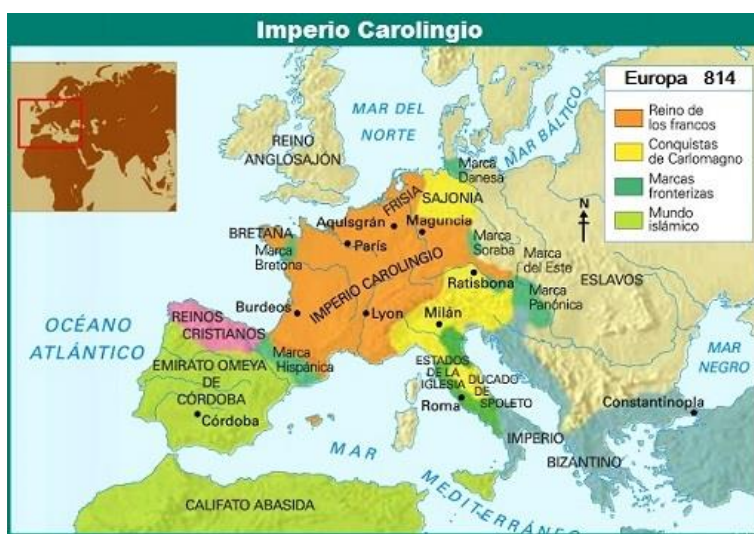 Imperio Carolingio
Europa 814
Reino de
los francos
Conquistas
de Carlomagno
Marcas
fronterizas
Mundo
islámico
MAR DEL
NORTE
MAR BÁLTICO
REINO
ANGLOSAJÓN
Marca
Danesa
SAJONIA
FRISIA
Aquisgrán
Maguncia
BRETAÑA
Marca
Bretona
París
Marca
Soraba
N
Marca
del Este
ESLAVOS
IMPERIO CAROLINGIO
Ratisbona
Marca
Panónica
Burdeos
Lyon
Milán
OCÉANO
ATLÁNTICO
REINOS
CRISTIANOS
Marca
Hispánica
EMIRATO OMEYA
DE
CÓRDOBA
Córdoba
ESTADOS
DE LA
IGLESIA
DUCADO
DE
SPOLETO
Roma
MAR
NEGRO
Constantinopla
IMPERIO
BIZANTINO
MAR
MEDITERRÁNEO
CALIFATO ABASIDA